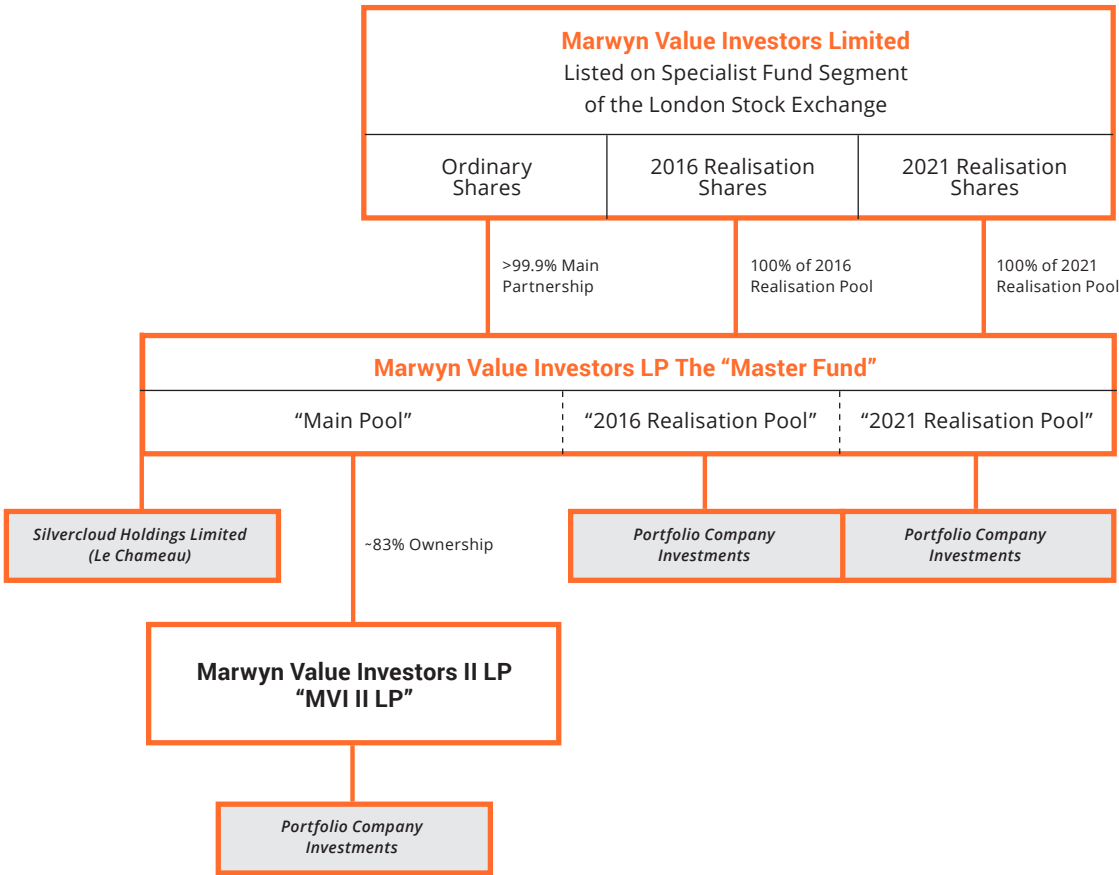 Marwyn Value Investors Limited
Listed on Specialist Fund Segment
of the London Stock Exchange
Ordinary
Shares
2016 Realisation
Shares
2021 Realisation
Shares
>99.9% Main
Partnership
100% of 2016
Realisation Pool
100% of 2021
Realisation Pool
Marwyn Value Investors LP The “Master Fund”
“Main Pool”
“2016 Realisation Pool”
“2021 Realisation Pool”
Silvercloud Holdings Limited
(Le Chameau)
~83% Ownership
Portfolio Company
Investments
Portfolio Company
Investments
Marwyn Value Investors II LP
“MVI II LP”
Portfolio Company
Investments